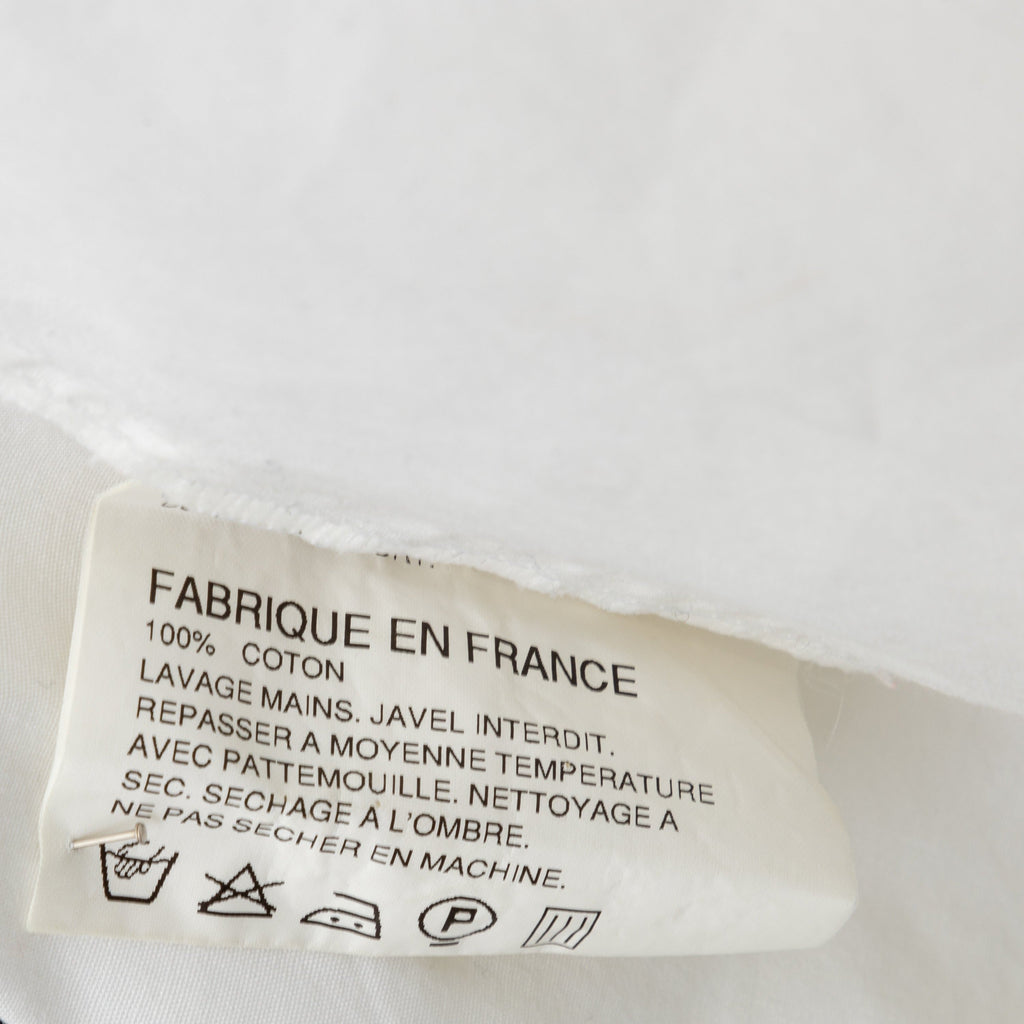 FABRIQUE EN FRANCE
100% COTON
LAVAGE MAINS. JAVEL INTERDIT.
REPASSER A MOYENNE TEMPERATURE
AVEC PATTEMOUILLE. NETTOYAGE A
SEC. SECHAGE A L'OMBRE.
NE PAS SECHER EN MACHINE.
P